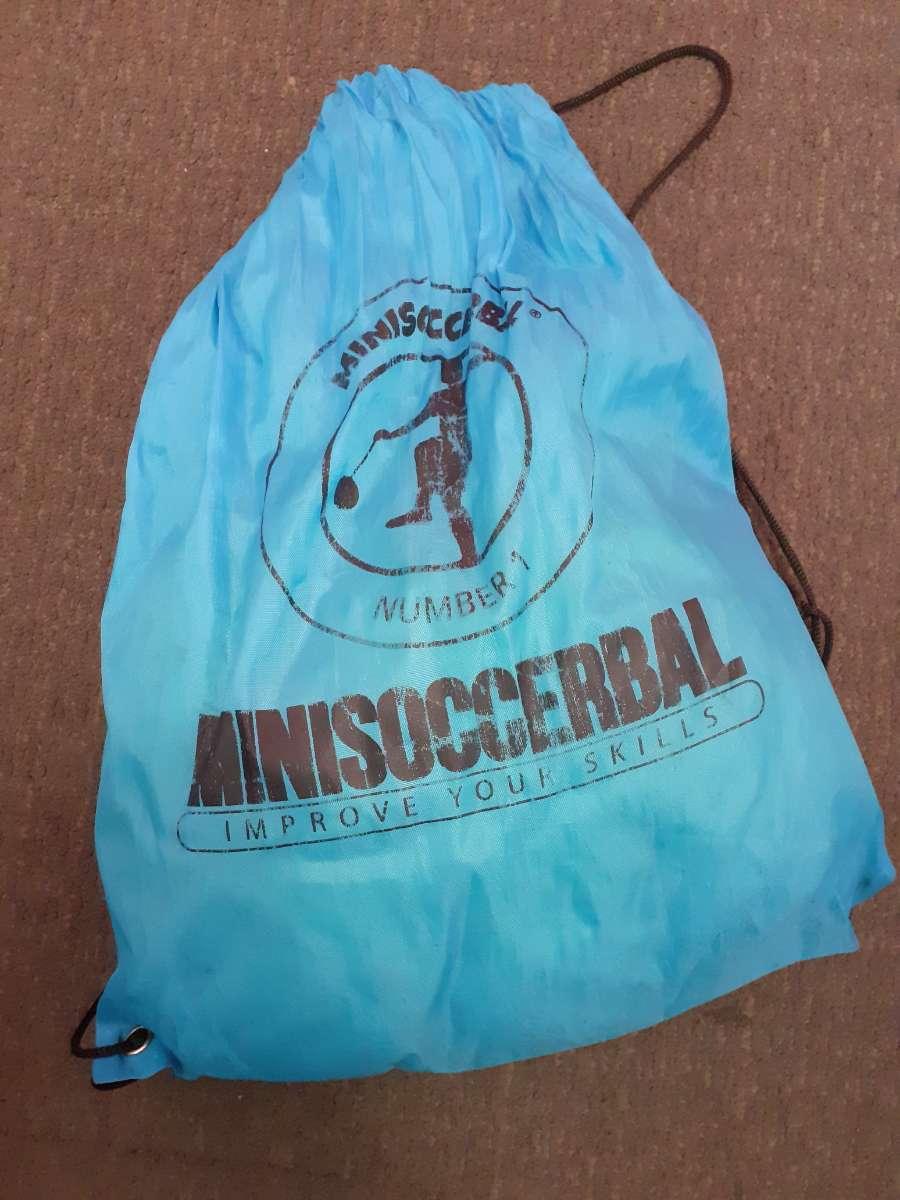 MINISOCCERBAL®
NUMBER 1
MINISOCCERBAL
IMPROVE YOUR SKILLS